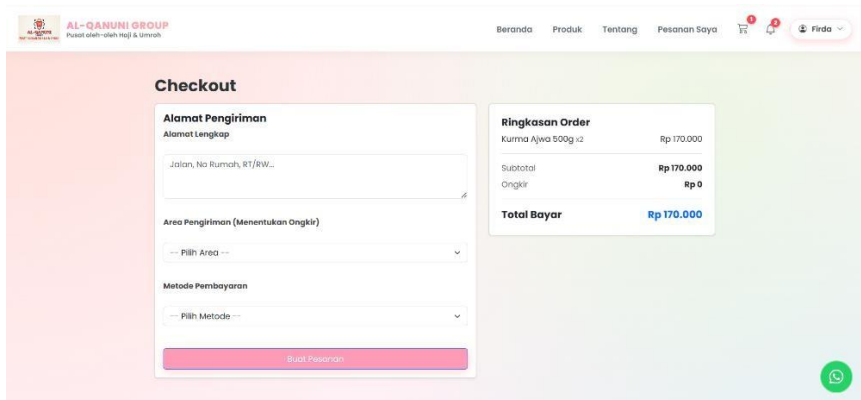 AL-QANUNI GROUP
Pusat oleh-oleh Haji & Umroh
Beranda Produk Tentang Pesanan Saya 1 2 Firda
Checkout
Alamat Pengiriman
Alamat Lengkap
Jalan, No Rumah, RT/RW...
Area Pengiriman (Menentukan Ongkir)
-- Pilih Area --
Metode Pembayaran
-- Pilih Metode --
Buat Pesanan
Ringkasan Order
Kurma Ajwa 500g x2 Rp 170.000
Subtotal Rp 170.000
Ongkir Rp 0
Total Bayar Rp 170.000